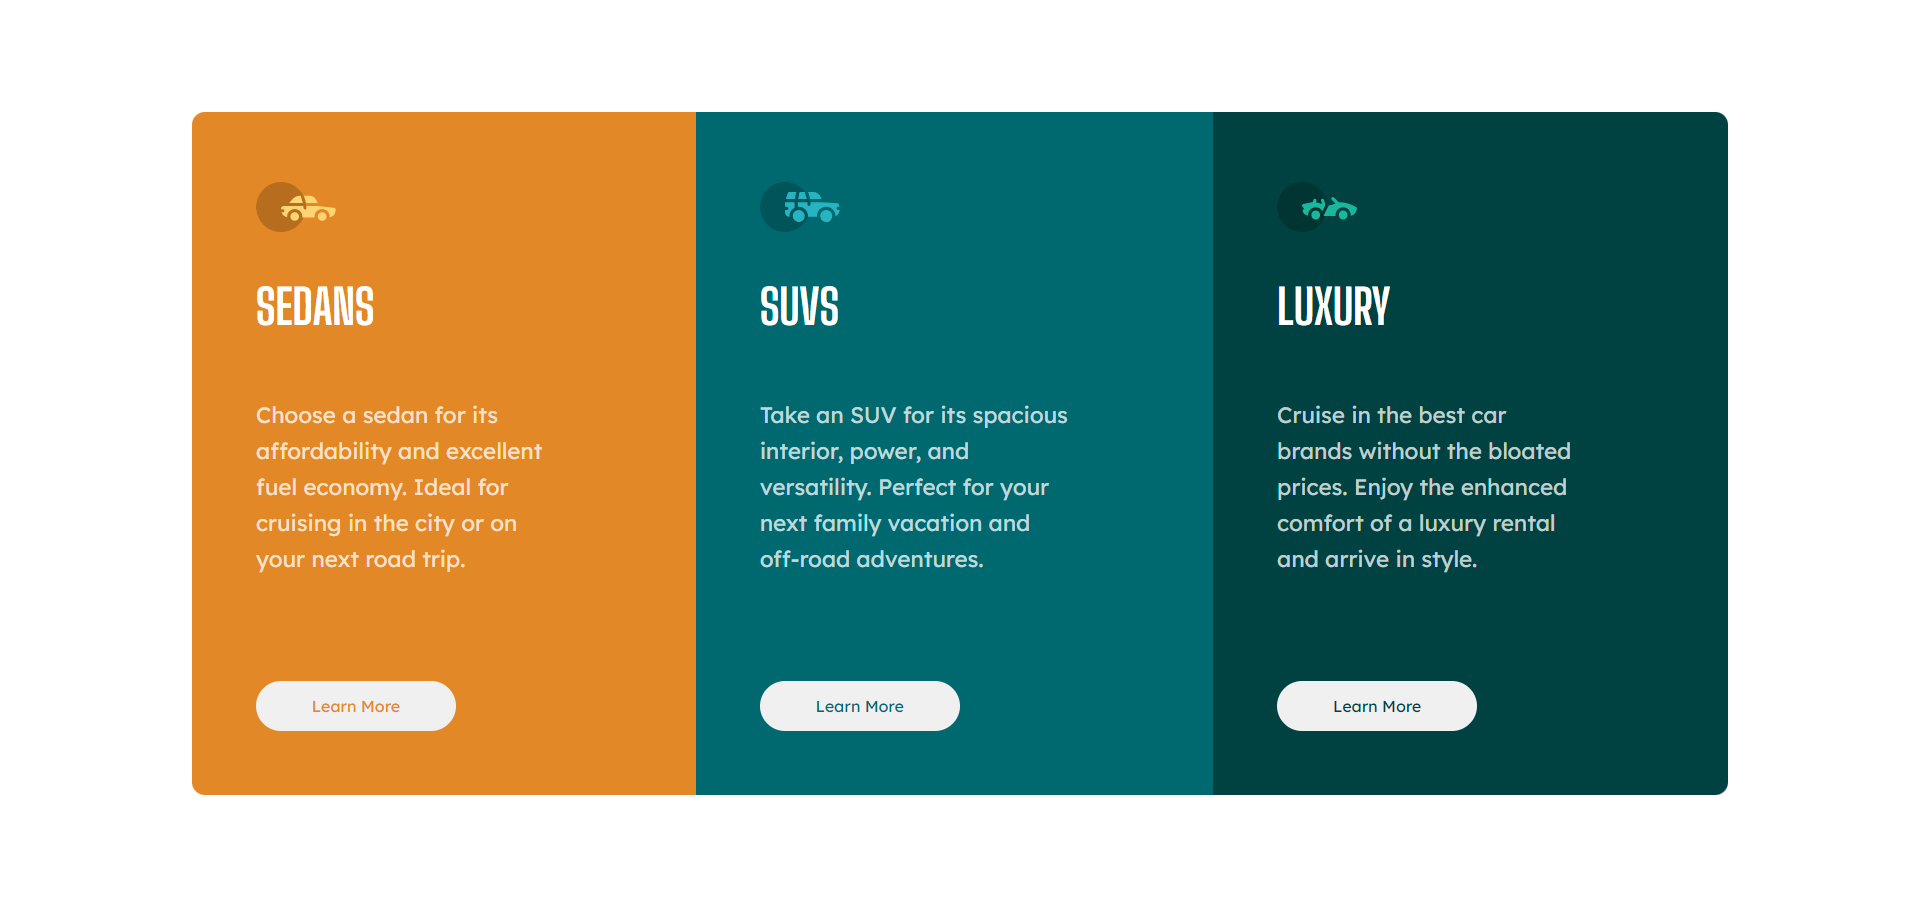 SEDANS
Choose a sedan for its
affordability and excellent
fuel economy. Ideal for
cruising in the city or on
your next road trip.
Learn More
SUVS
Take an SUV for its spacious
interior, power, and
versatility. Perfect for your
next family vacation and
off-road adventures.
Learn More
LUXURY
Cruise in the best car
brands without the bloated
prices. Enjoy the enhanced
comfort of a luxury rental
and arrive in style.
Learn More